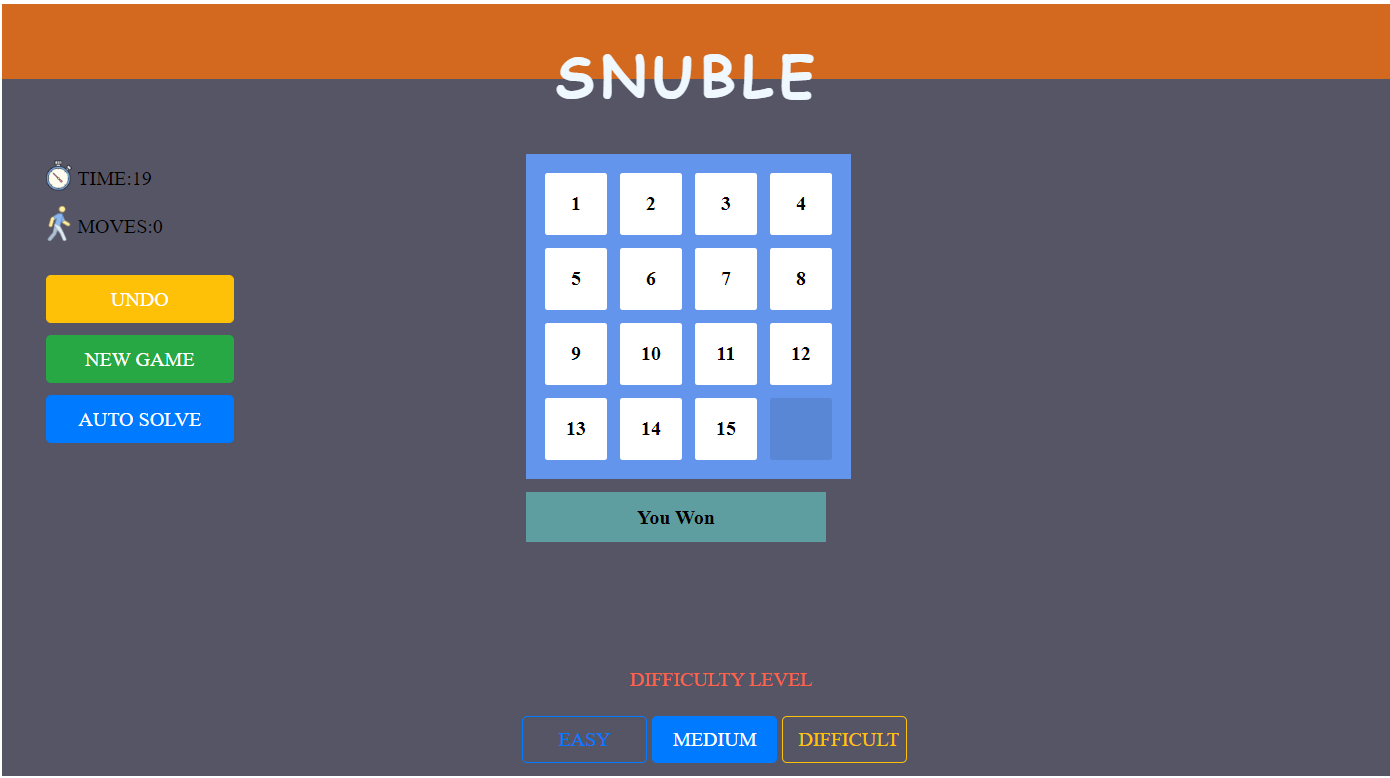 SNUBLE
TIME:19
MOVES:0
UNDO
NEW GAME
AUTO SOLVE
1 2 3 4
5 6 7 8
9 10 11 12
13 14 15
You Won
DIFFICULTY LEVEL
EASY MEDIUM DIFFICULT